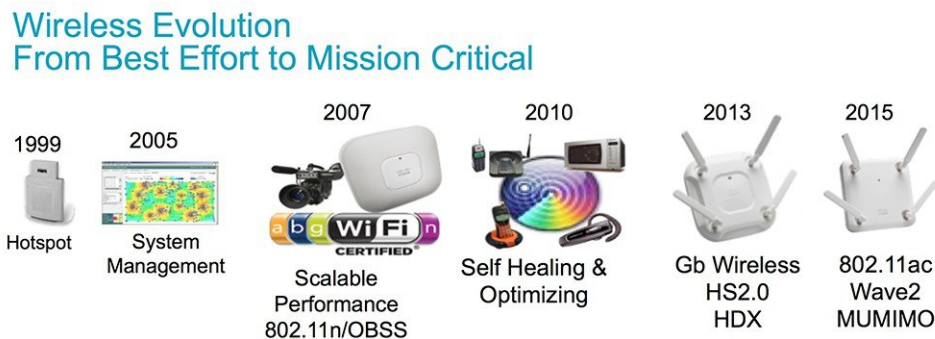 Wireless Evolution
From Best Effort to Mission Critical
1999
Hotspot
2005
System
Management
2007
a b g Wi Fi n
CERTIFIED®
Scalable
Performance
802.11n/OBSS
2010
Self Healing &
Optimizing
2013
Gb Wireless
HS2.0
HDX
2015
802.11ac
Wave2
MUMIMO